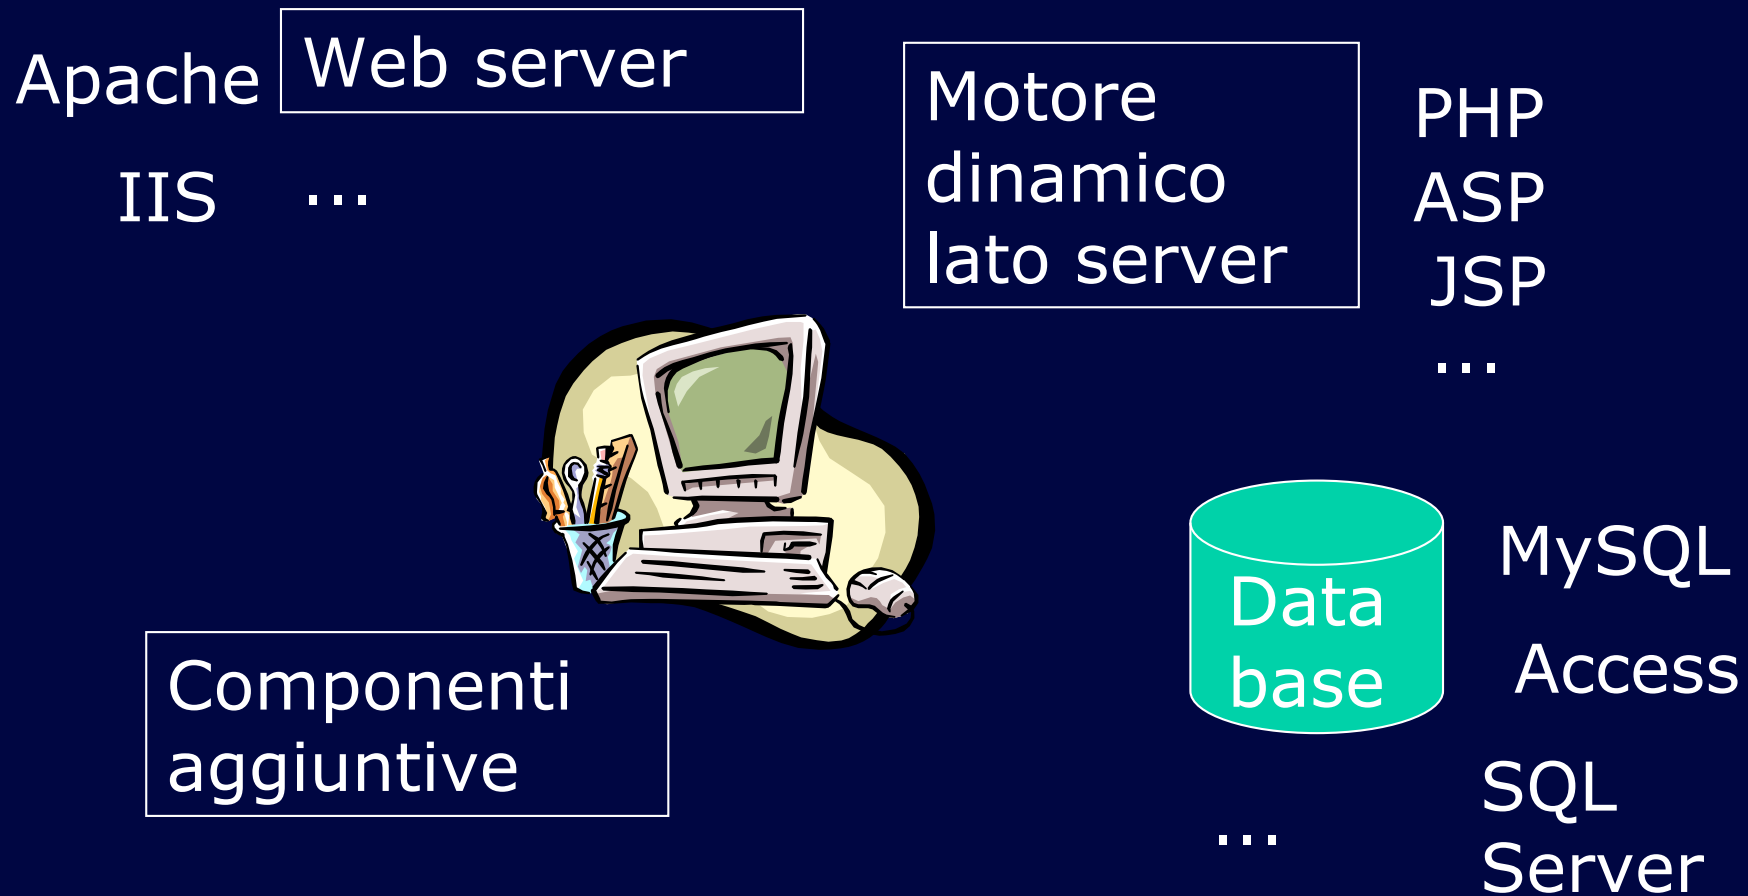 Apache
Web server
IIS
...
Motore
dinamico
lato server
PHP
ASP
JSP
...
Data
base
MySQL
Access
SQL
Server
...
Componenti
aggiuntive